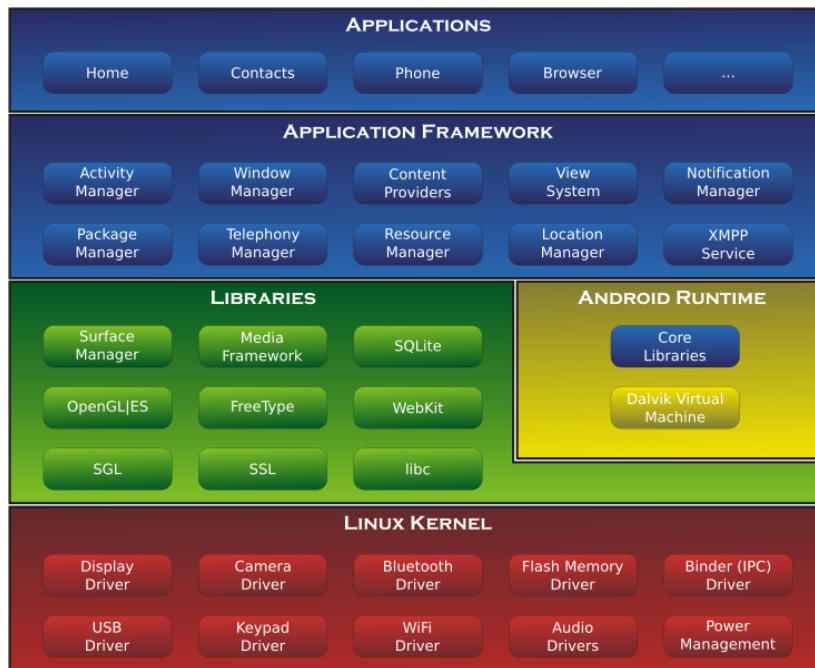 APPLICATIONS
Home
Contacts
Phone
Browser
...
APPLICATION FRAMEWORK
Activity
Manager
Window
Manager
Content
Providers
View
System
Notification
Manager
Package
Manager
Telephony
Manager
Resource
Manager
Location
Manager
XMPP
Service
LIBRARIES
Surface
Manager
Media
Framework
SQLite
OpenGL|ES
FreeType
WebKit
SGL
SSL
libc
ANDROID RUNTIME
Core
Libraries
Dalvik Virtual
Machine
LINUX KERNEL
Display
Driver
Camera
Driver
Bluetooth
Driver
Flash Memory
Driver
Binder (IPC)
Driver
USB
Driver
Keypad
Driver
WiFi
Driver
Audio
Drivers
Power
Management